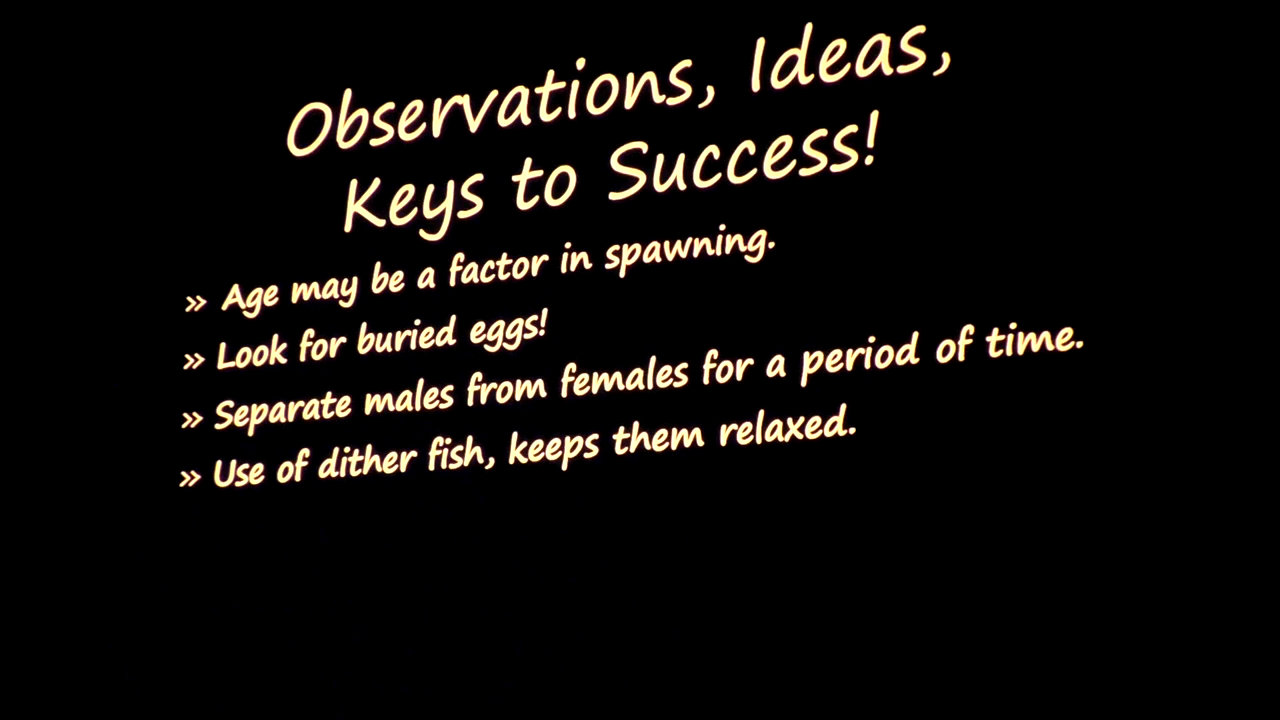 Observations, Ideas,
Keys to Success!
» Age may be a factor in spawning.
» Look for buried eggs!
» Separate males from females for a period of time.
» Use of dither fish, keeps them relaxed.